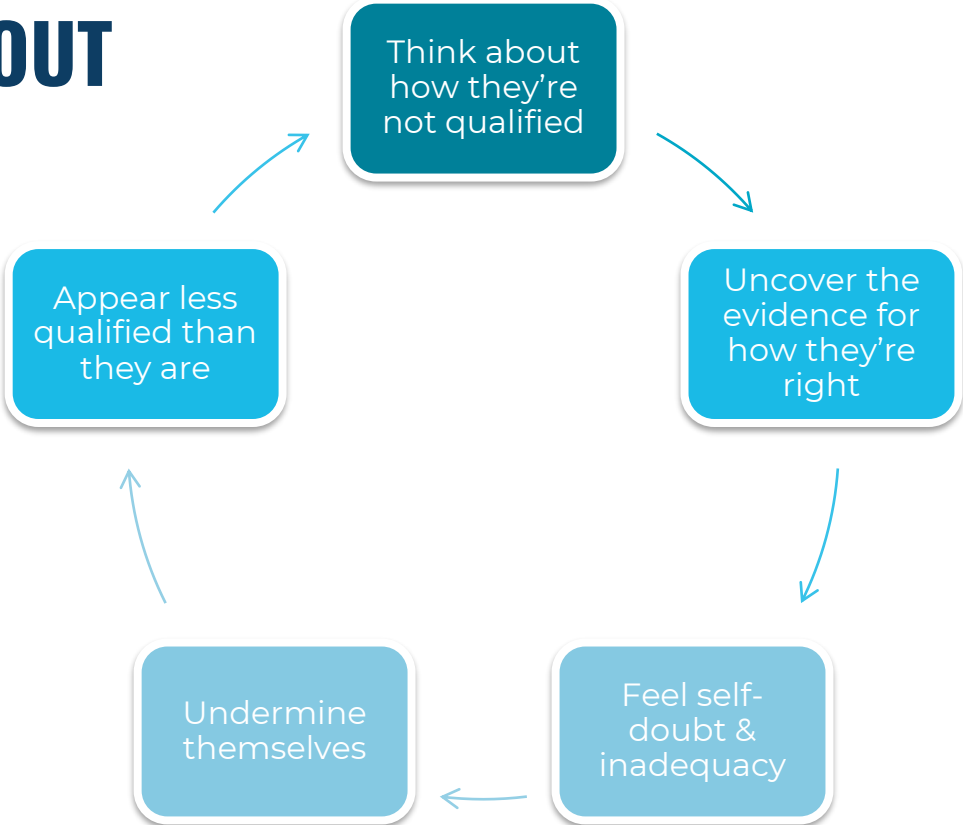 OUT
Think about
how they're
not qualified
Uncover the
evidence for
how they're
right
Feel self-
doubt &
inadequacy
Undermine
themselves
Appear less
qualified than
they are